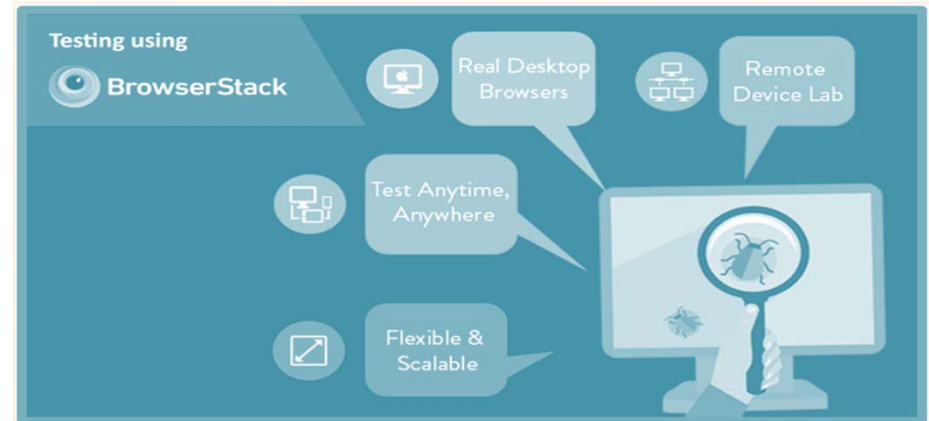 Testing using
BrowserStack
Real Desktop
Browsers
Remote
Device Lab
Test Anytime,
Anywhere
Flexible &
Scalable